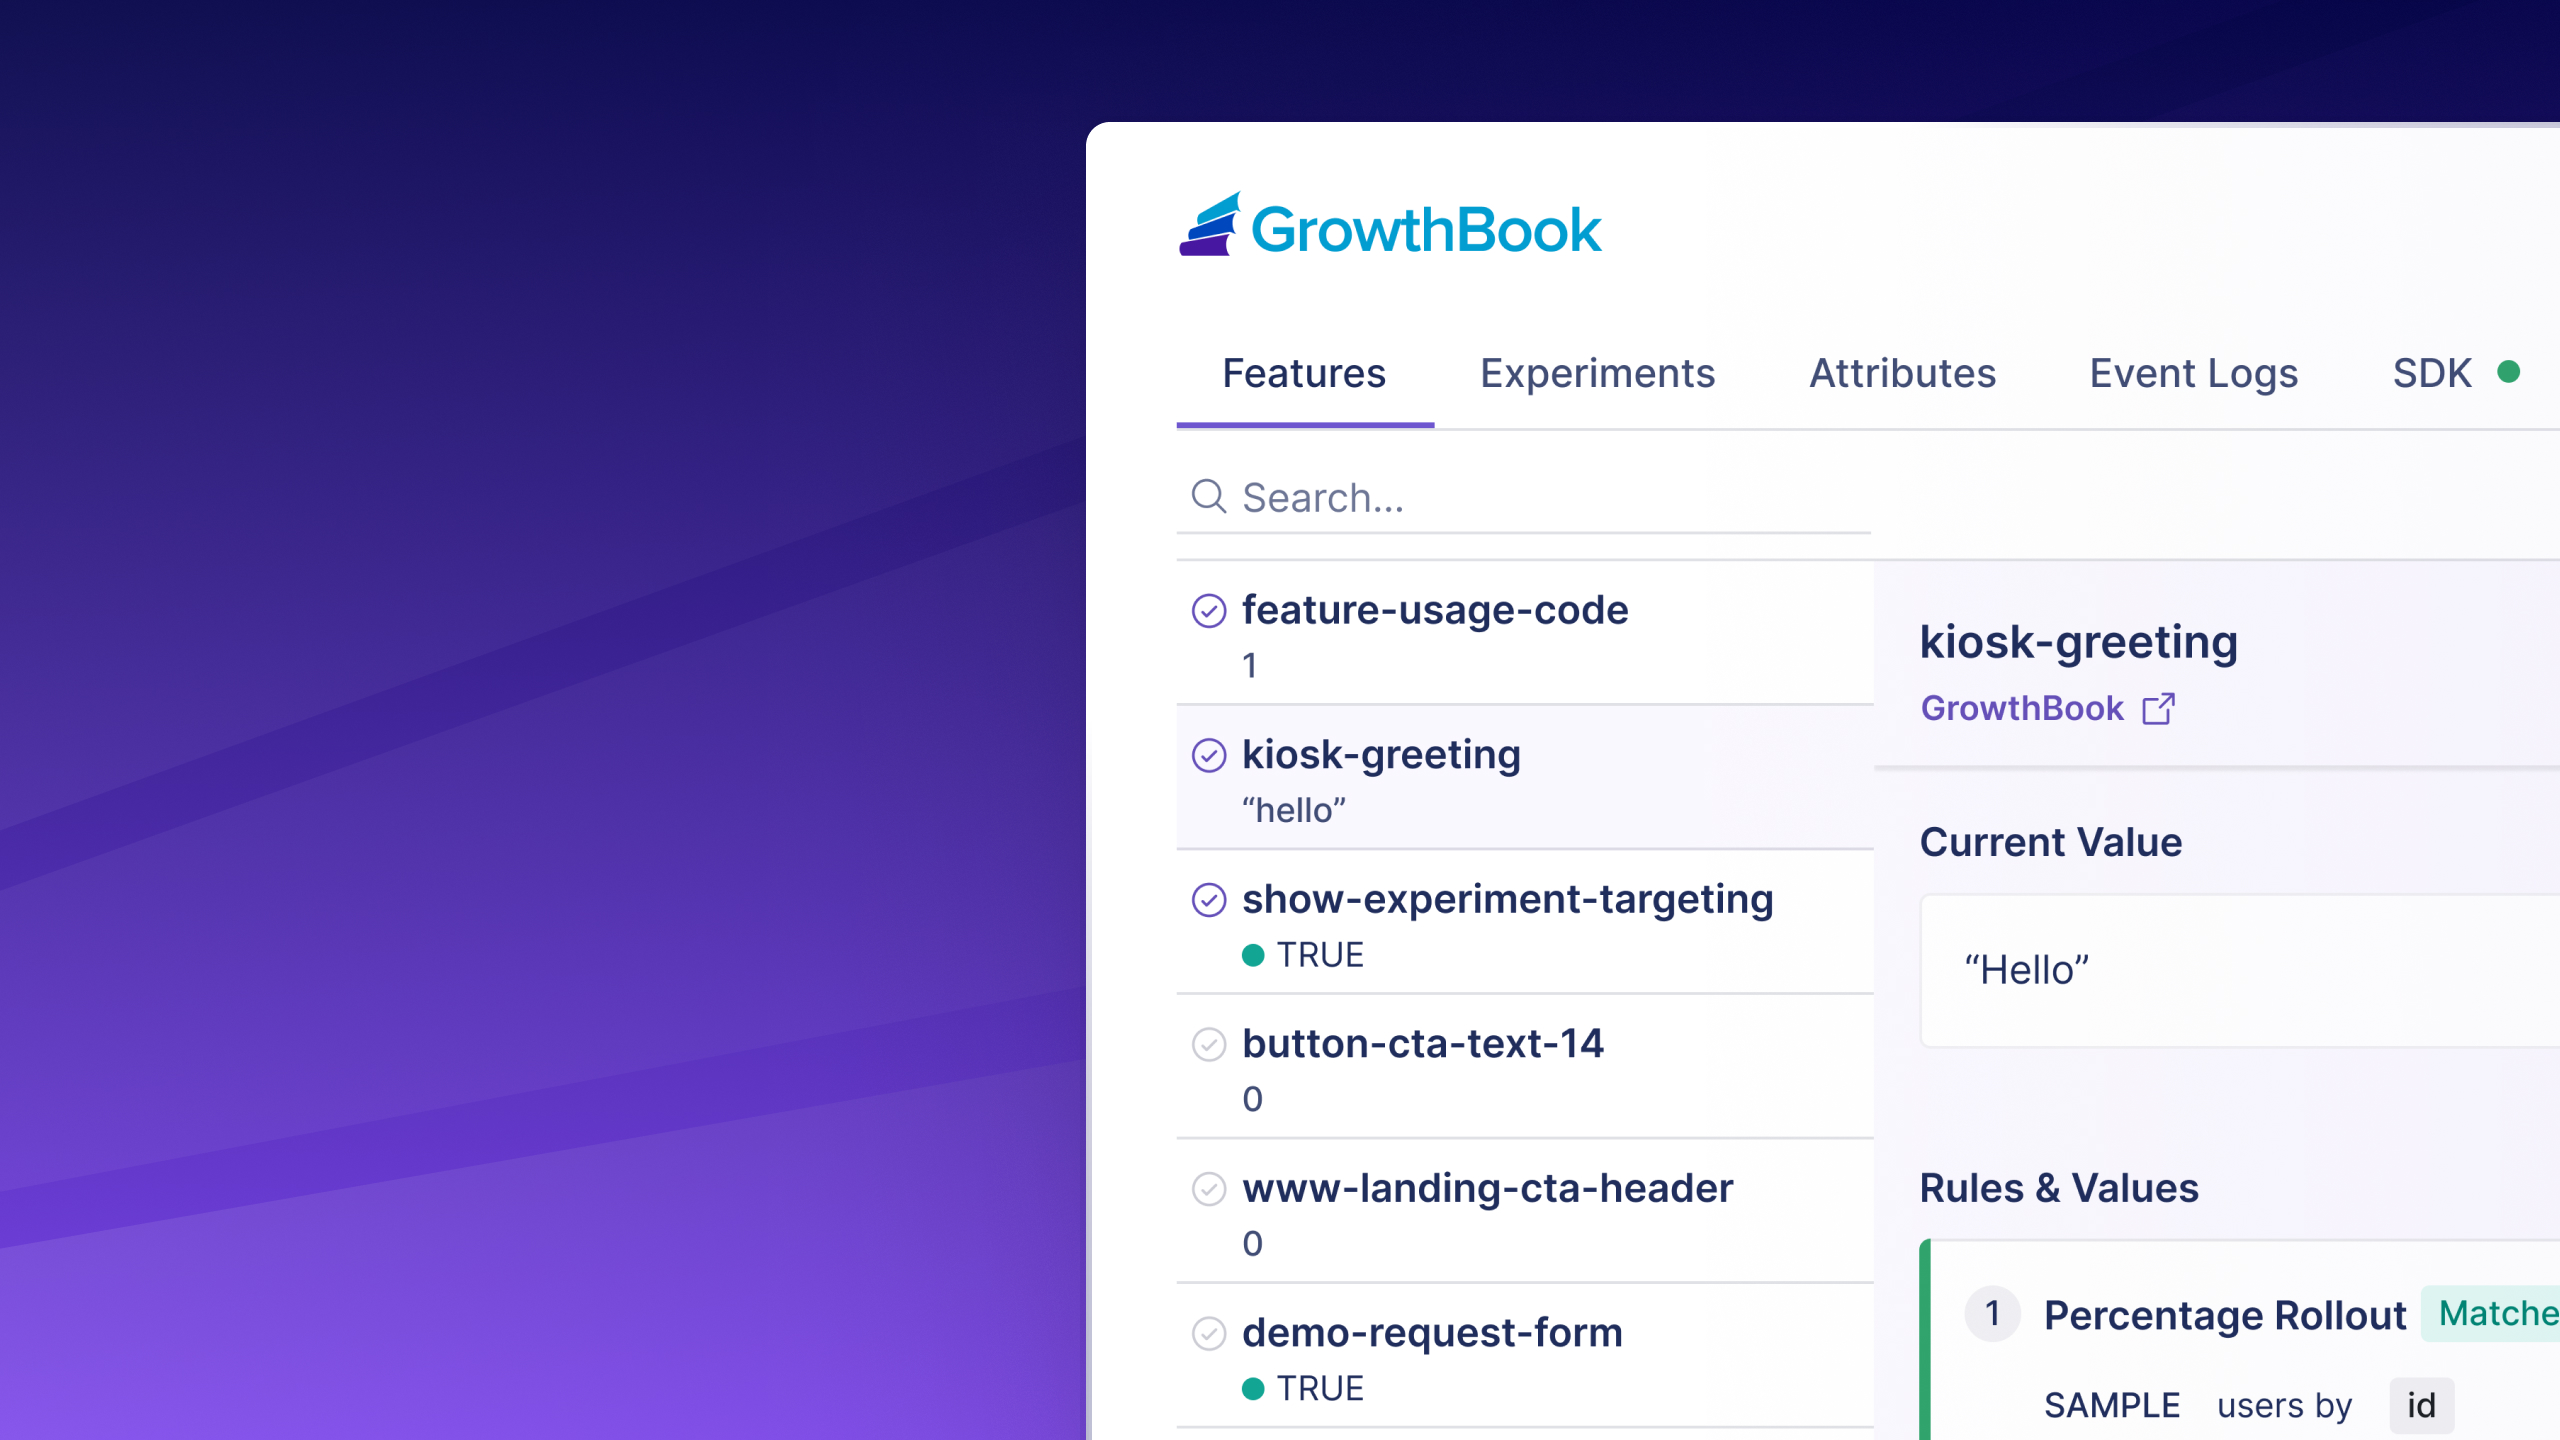 GrowthBook
Features Experiments Attributes Event Logs SDK
Search...
feature-usage-code
1
kiosk-greeting
“hello”
show-experiment-targeting
TRUE
button-cta-text-14
0
www-landing-cta-header
0
demo-request-form
TRUE
kiosk-greeting
GrowthBook
Current Value
“Hello”
Rules & Values
1 Percentage Rollout
SAMPLE users by id